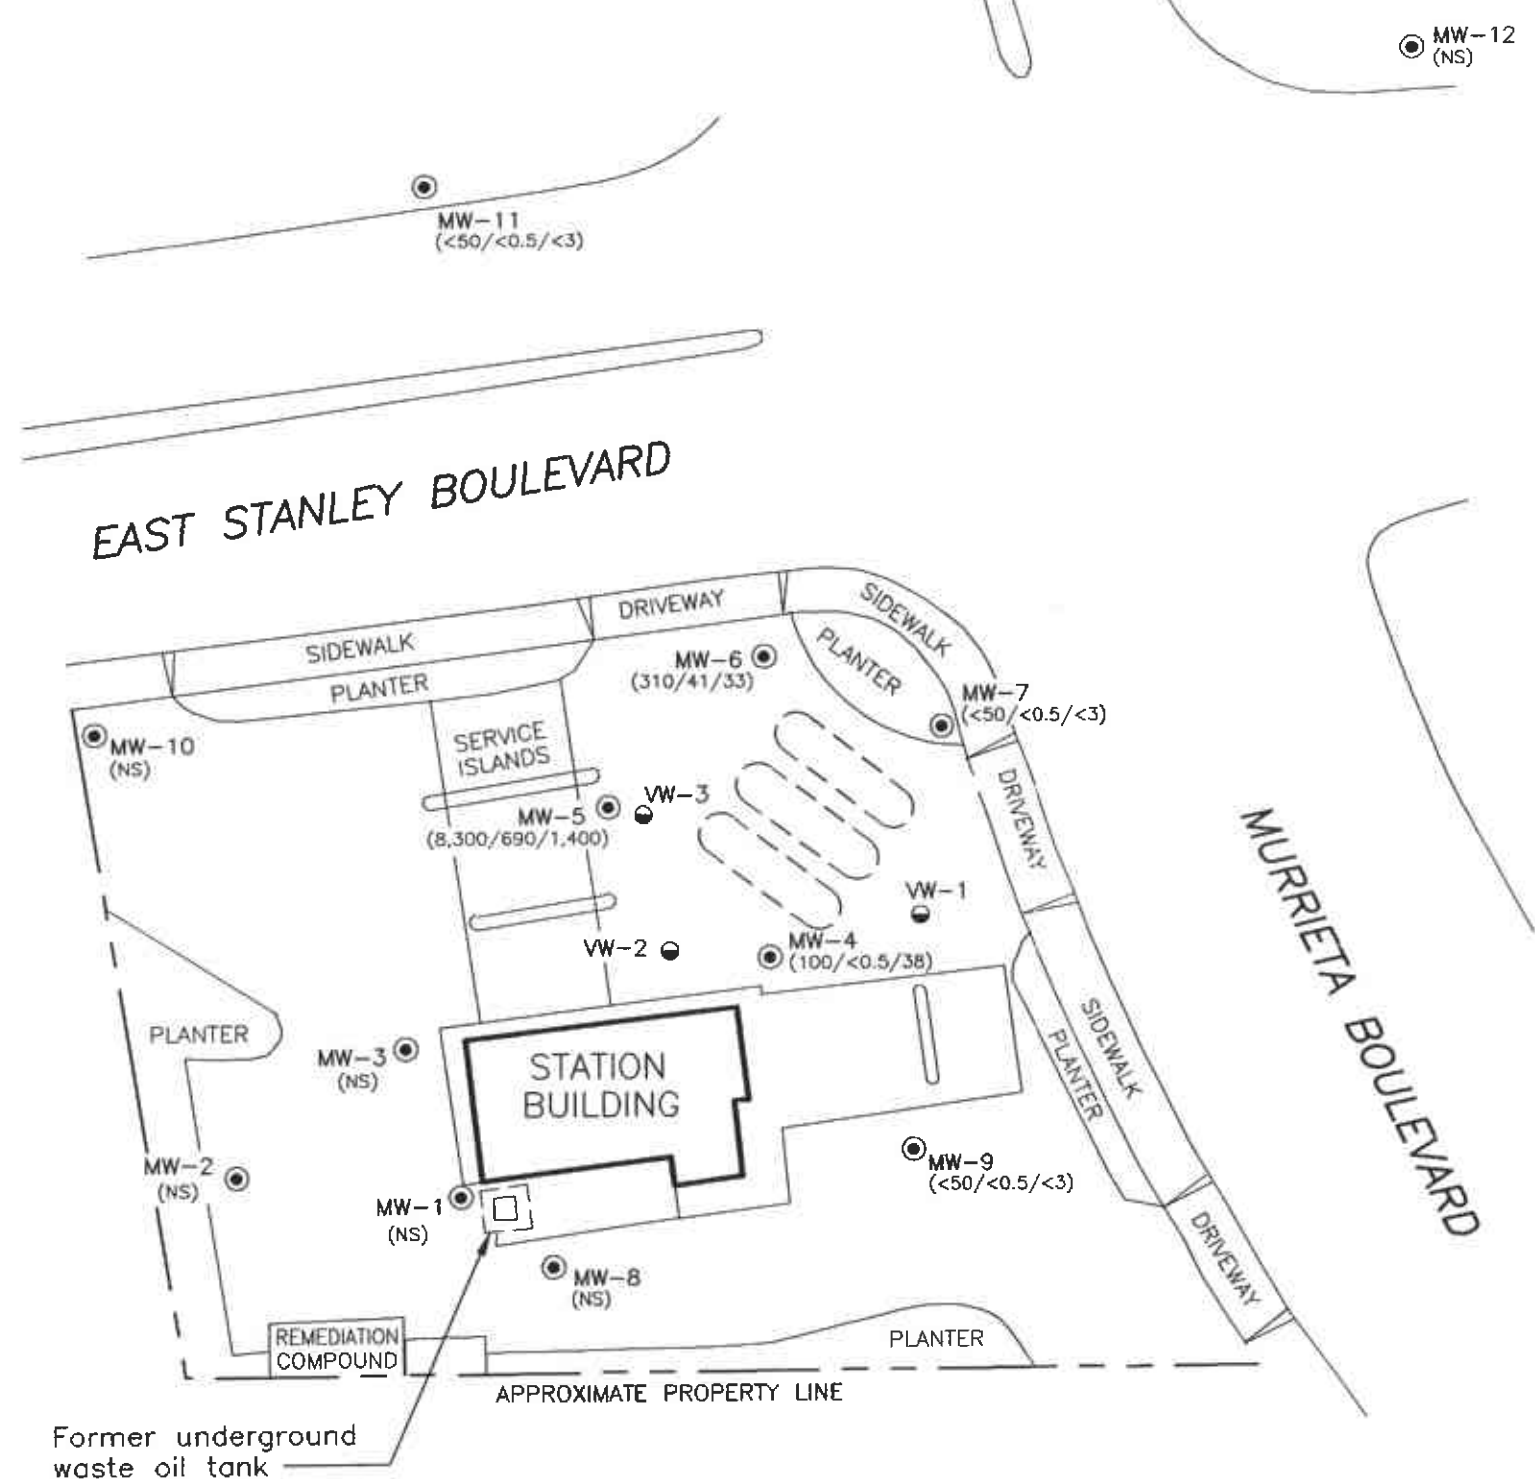 MW-12
(NS)
MW-11
(<50/<0.5/<3)
EAST STANLEY BOULEVARD
SIDEWALK
DRIVEWAY
SIDEWALK
PLANTER
PLANTER
MW-6
(310/41/33)
MW-7
(<50/<0.5/<3)
MW-10
(NS)
SERVICE
ISLANDS
VW-3
MW-5
(8,300/690/1,400)
DRIVEWAY
MURRIETA BOULEVARD
VW-1
VW-2
MW-4
(100/<0.5/38)
PLANTER
MW-3
(NS)
STATION
BUILDING
SIDEWALK
PLANTER
MW-2
(NS)
MW-1
(NS)
MW-9
(<50/<0.5/<3)
DRIVEWAY
MW-8
(NS)
REMEDIATION
COMPOUND
PLANTER
APPROXIMATE PROPERTY LINE
Former underground
waste oil tank